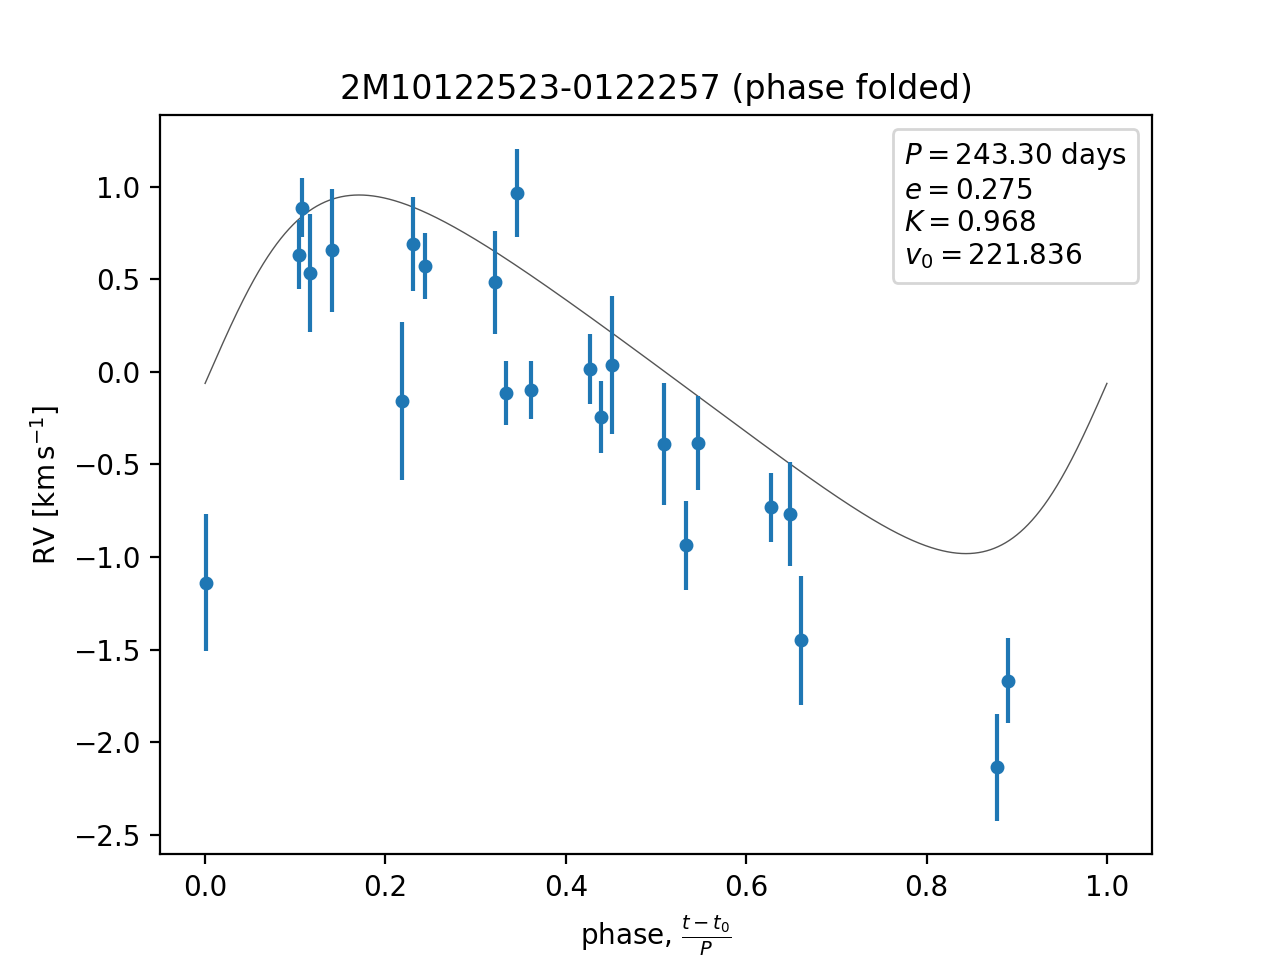 2M10122523-0122257 (phase folded)
P = 243.30 days
e = 0.275
K = 0.968
v₀ = 221.836
1.0
0.5
0.0
−0.5
−1.0
−1.5
−2.0
−2.5
RV [km s⁻¹]
0.0 0.2 0.4 0.6 0.8 1.0
phase, (t − t₀)/P